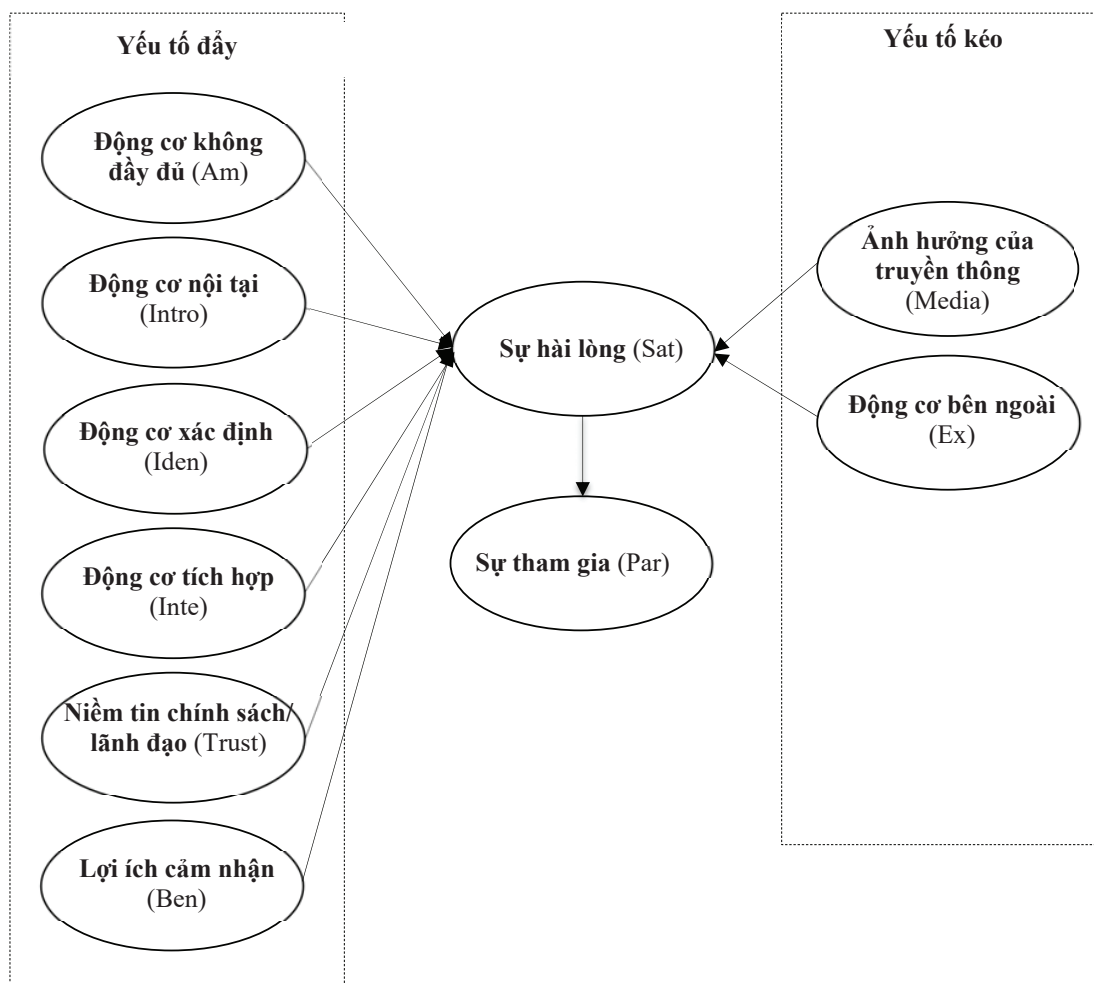 Yếu tố đẩy
Động cơ không
đầy đủ (Am)
Động cơ nội tại
(Intro)
Động cơ xác định
(Iden)
Động cơ tích hợp
(Inte)
Niềm tin chính sách/
lãnh đạo (Trust)
Lợi ích cảm nhận
(Ben)
Sự hài lòng (Sat)
Sự tham gia (Par)
Yếu tố kéo
Ảnh hưởng của
truyền thông
(Media)
Động cơ bên ngoài
(Ex)